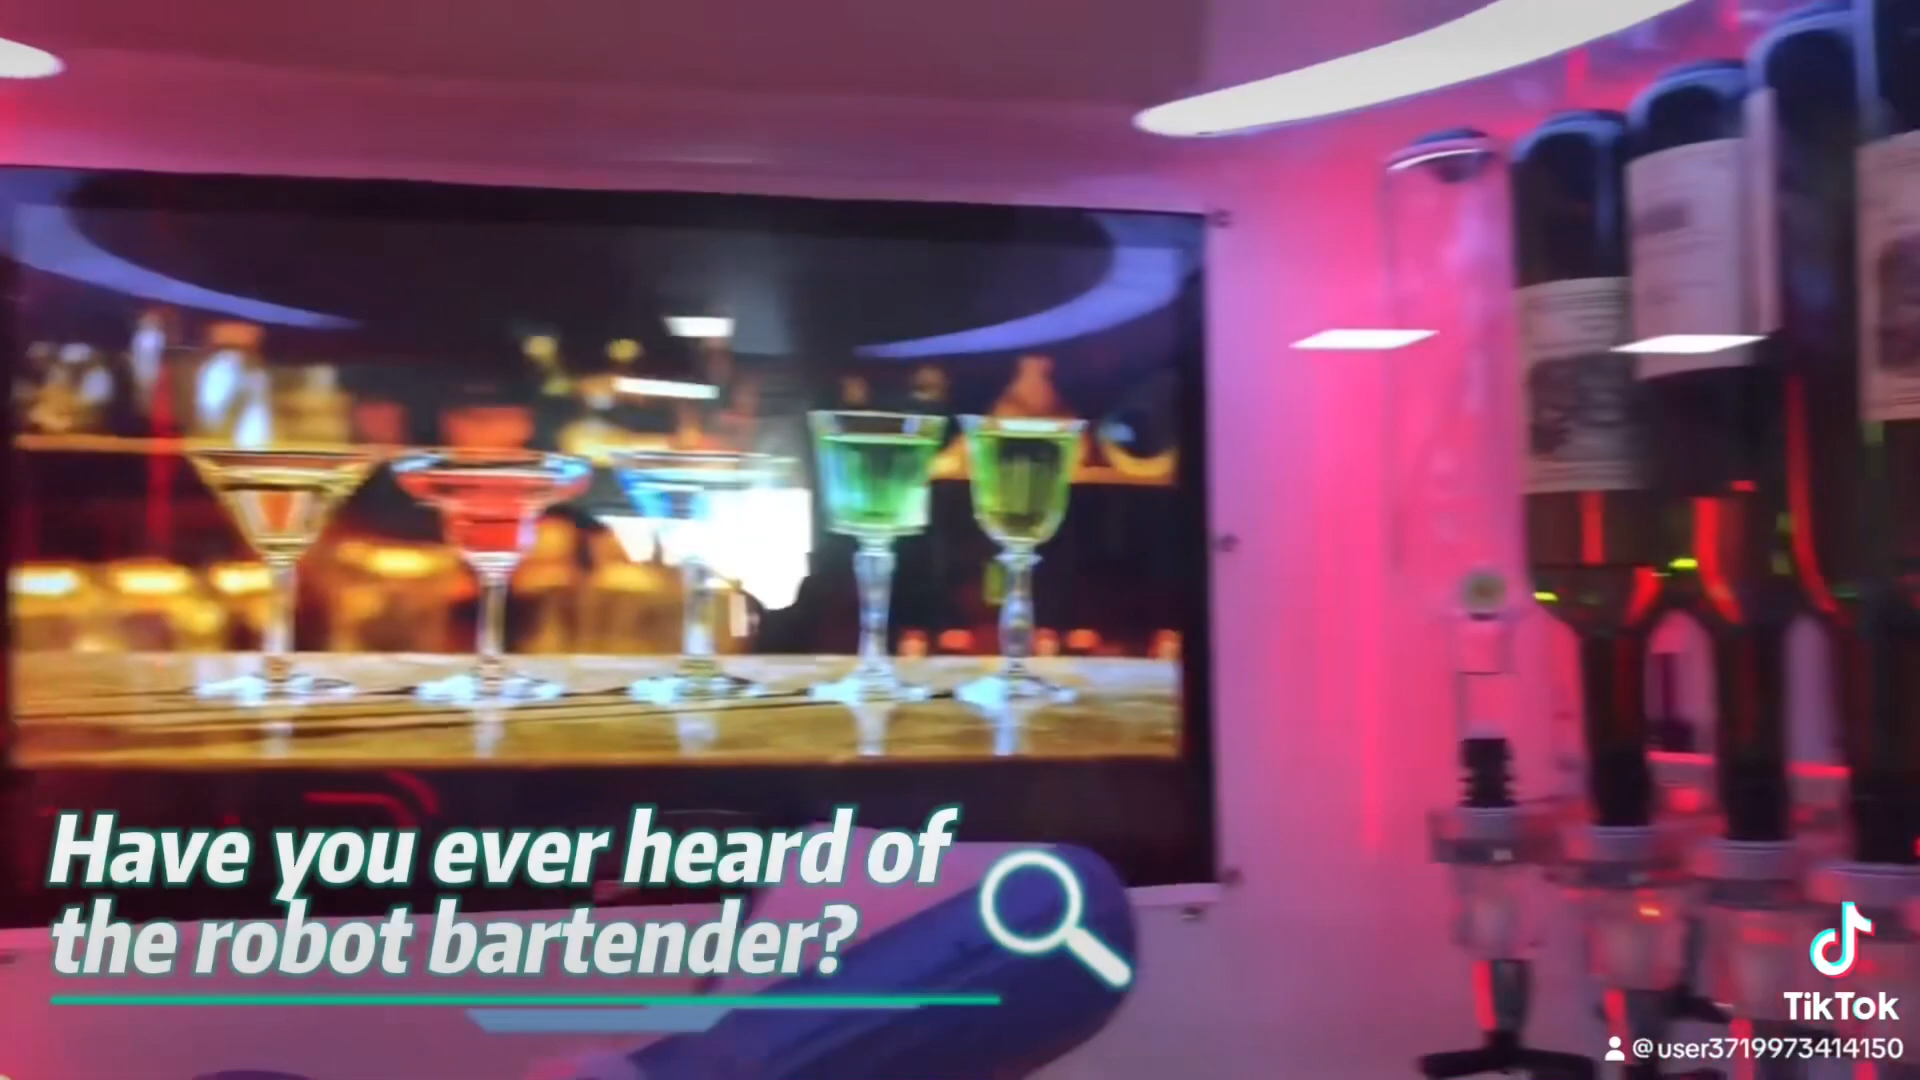 Have you ever heard of
the robot bartender?
TikTok
@user3719973414150